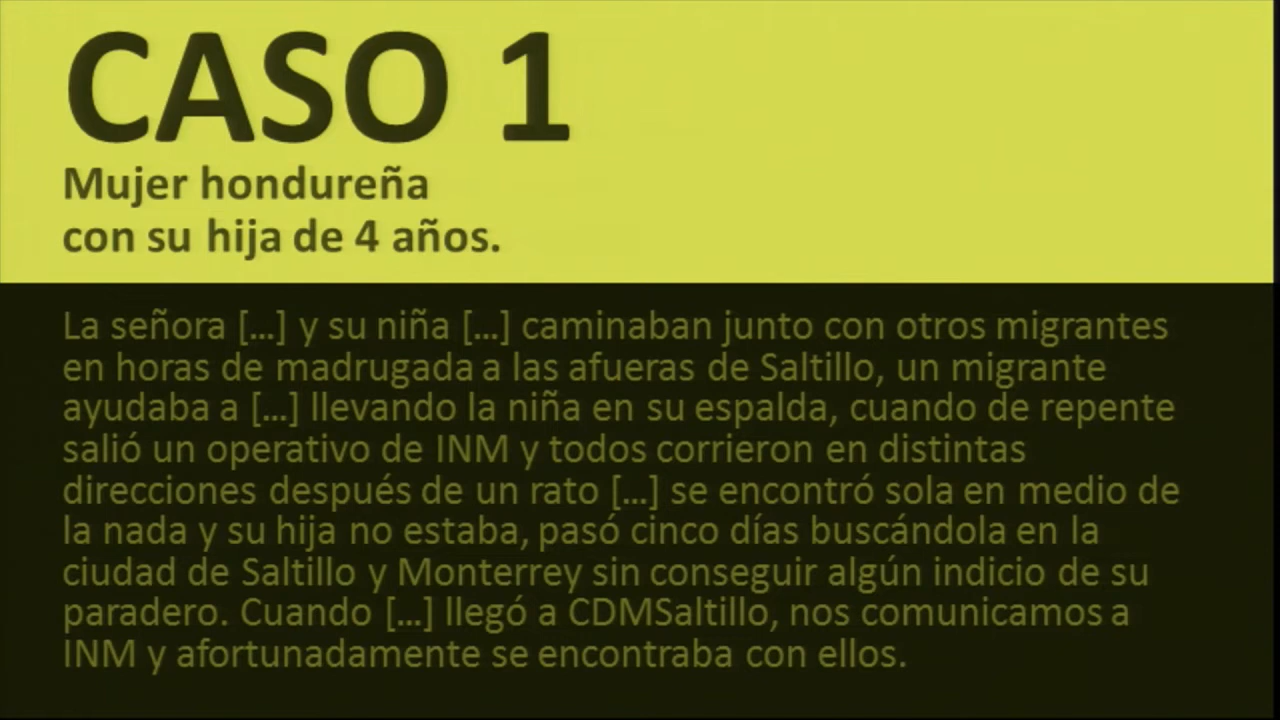 CASO 1
Mujer hondureña
con su hija de 4 años.
La señora [...] y su niña [...] caminaban junto con otros migrantes
en horas de madrugada a las afueras de Saltillo, un migrante
ayudaba a [...] llevando la niña en su espalda, cuando de repente
salió un operativo de INM y todos corrieron en distintas
direcciones después de un rato [...] se encontró sola en medio de
la nada y su hija no estaba, pasó cinco días buscándola en la
ciudad de Saltillo y Monterrey sin conseguir algún indicio de su
paradero. Cuando [...] llegó a CDMSaltillo, nos comunicamos a
INM y afortunadamente se encontraba con ellos.